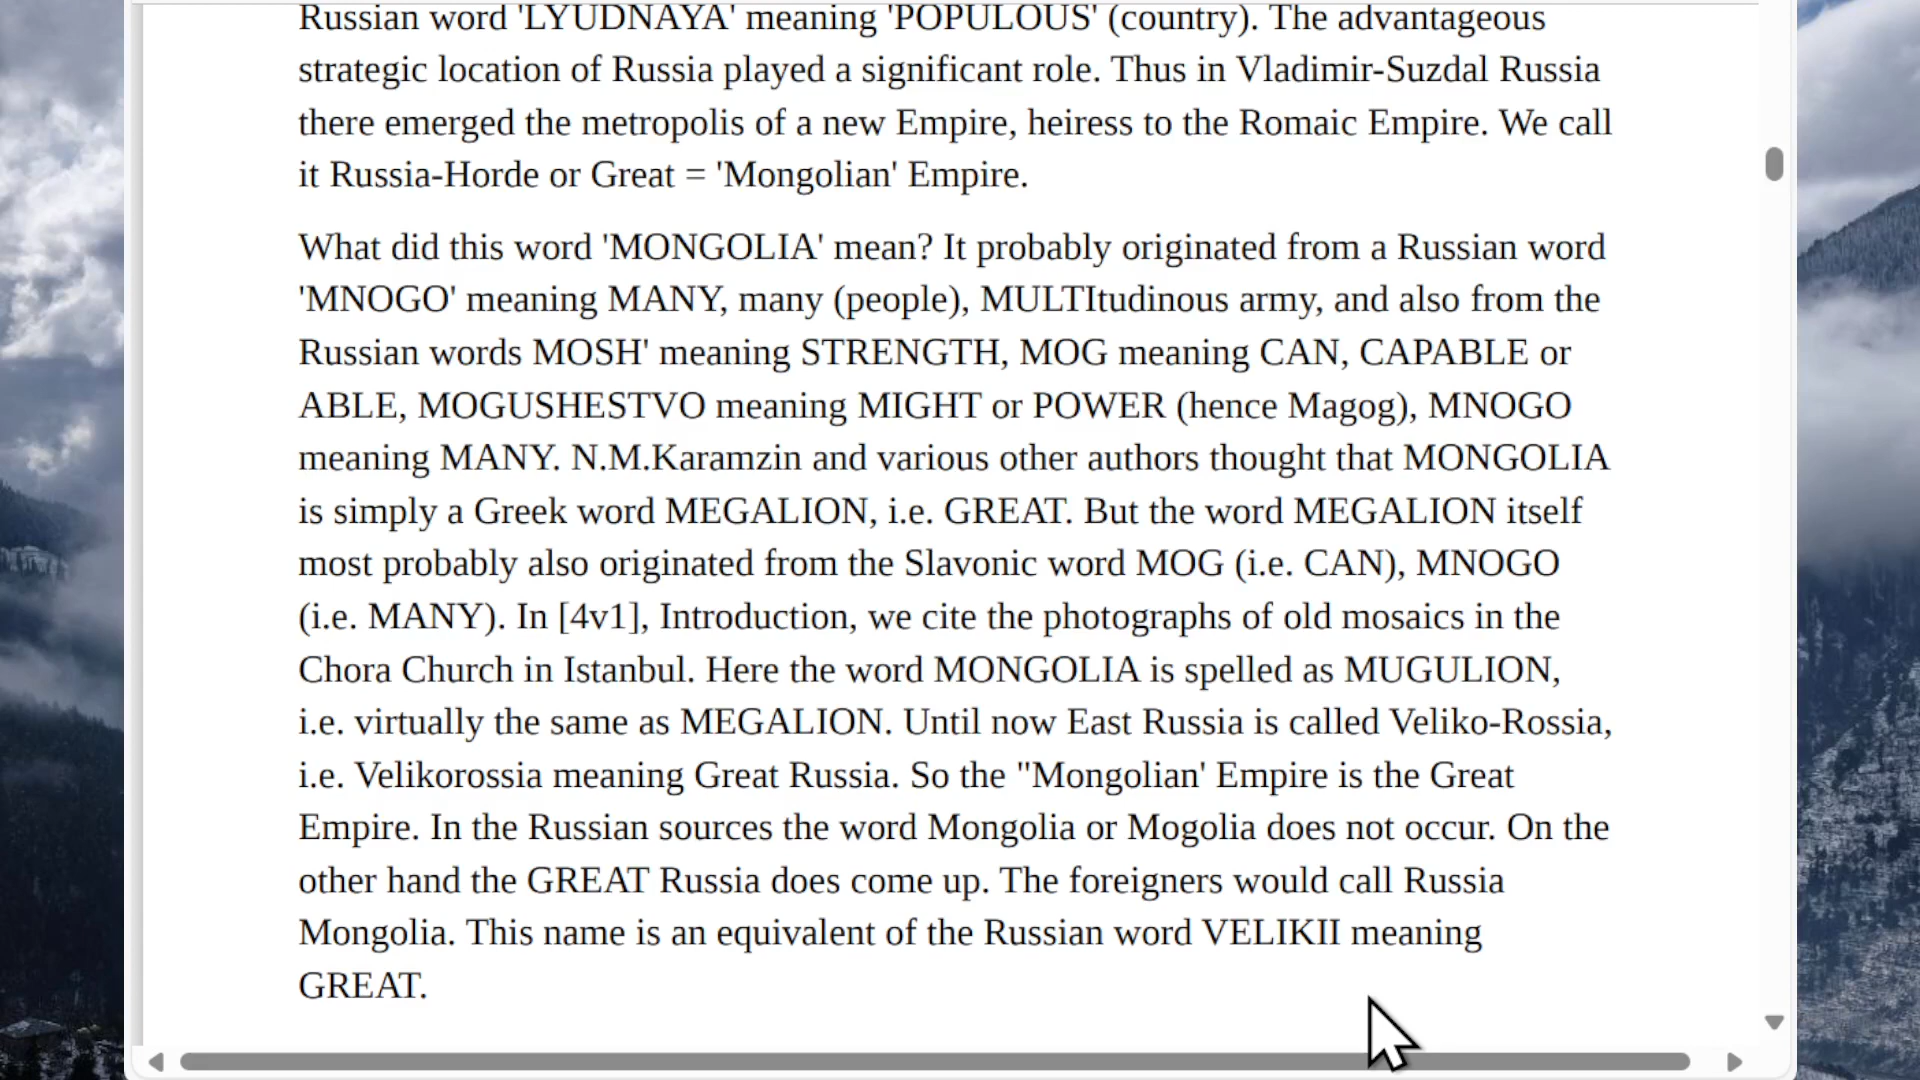 Russian word 'LYUDNAYA' meaning 'POPULOUS' (country). The advantageous
strategic location of Russia played a significant role. Thus in Vladimir-Suzdal Russia
there emerged the metropolis of a new Empire, heiress to the Romaic Empire. We call
it Russia-Horde or Great = 'Mongolian' Empire.
What did this word 'MONGOLIA' mean? It probably originated from a Russian word
'MNOGO' meaning MANY, many (people), MULTItudinous army, and also from the
Russian words MOSH' meaning STRENGTH, MOG meaning CAN, CAPABLE or
ABLE, MOGUSHESTVO meaning MIGHT or POWER (hence Magog), MNOGO
meaning MANY. N.M.Karamzin and various other authors thought that MONGOLIA
is simply a Greek word MEGALION, i.e. GREAT. But the word MEGALION itself
most probably also originated from the Slavonic word MOG (i.e. CAN), MNOGO
(i.e. MANY). In [4v1], Introduction, we cite the photographs of old mosaics in the
Chora Church in Istanbul. Here the word MONGOLIA is spelled as MUGULION,
i.e. virtually the same as MEGALION. Until now East Russia is called Veliko-Rossia,
i.e. Velikorossia meaning Great Russia. So the "Mongolian' Empire is the Great
Empire. In the Russian sources the word Mongolia or Mogolia does not occur. On the
other hand the GREAT Russia does come up. The foreigners would call Russia
Mongolia. This name is an equivalent of the Russian word VELIKII meaning
GREAT.